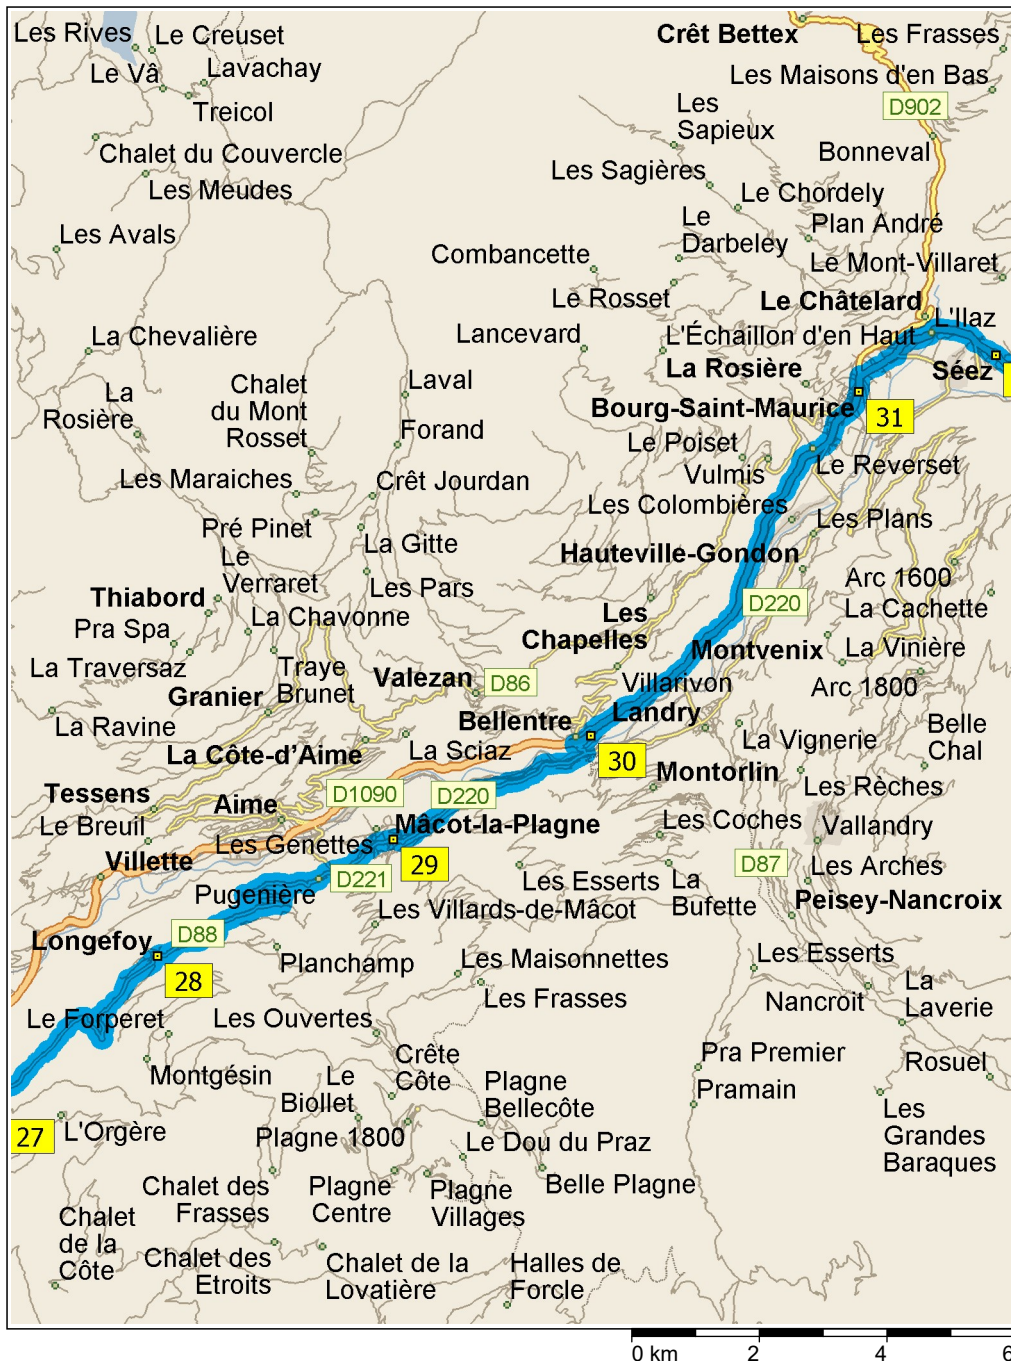 Les Rives
Le Creuset
Crêt Bettex
Les Frasses
Le Vâ
Lavachay
Les Maisons d'en Bas
Treicol
Les
Sapieux
D902
Chalet du Couvercle
Bonneval
Les Meudes
Les Sagières
Le Chordely
Les Avals
Le
Darbeley
Plan André
Combancette
Le Mont-Villaret
Le Rosset
Le Châtelard
L'Ilaz
La Chevalière
Lancevard
L'Échaillon d'en Haut
La
Rosière
Chalet
du Mont
Rosset
Laval
La Rosière
Séez
Bourg-Saint-Maurice
31
Forand
Le Poiset
Les Maraiches
Crêt Jourdan
Vulmis
Le Reverset
Les Colombières
Pré Pinet
Les Plans
La Gitte
Hauteville-Gondon
Le
Verraret
Les Pars
Arc 1600
Thiabord
La Chavonne
Les
Chapelles
D220
La Cachette
Pra Spa
Montvenix
La Vinière
La Traversaz
Traye
Brunet
Valezan
D86
Villarivon
Arc 1800
Granier
La Ravine
Bellentre
Landry
Belle
Chal
La Côte-d'Aime
La Sciaz
La Vignerie
30
Montorlin
Les Rèches
Tessens
Aime
D1090
D220
Le Breuil
Les Genettes
Mâcot-la-Plagne
Les Coches
Vallandry
Villette
29
D87
Pugenière
D221
Les Esserts
La
Bufette
Les Arches
Les Villards-de-Mâcot
Peisey-Nancroix
Longefoy
D88
Planchamp
Les Maisonnettes
Les Esserts
28
Les Frasses
Nancroit
La
Laverie
Le Forperet
Les Ouvertes
Montgésin
Crête
Côte
Pra Premier
Rosuel
Le
Biollet
Plagne
Bellecôte
Pramain
27
L'Orgère
Plagne 1800
Le Dou du Praz
Les
Grandes
Baraques
Chalet des
Frasses
Plagne
Centre
Plagne
Villages
Belle Plagne
Chalet
de la
Côte
Chalet des
Etroits
Chalet de la
Lovatière
Halles de
Forcle
0 km 2 4 6